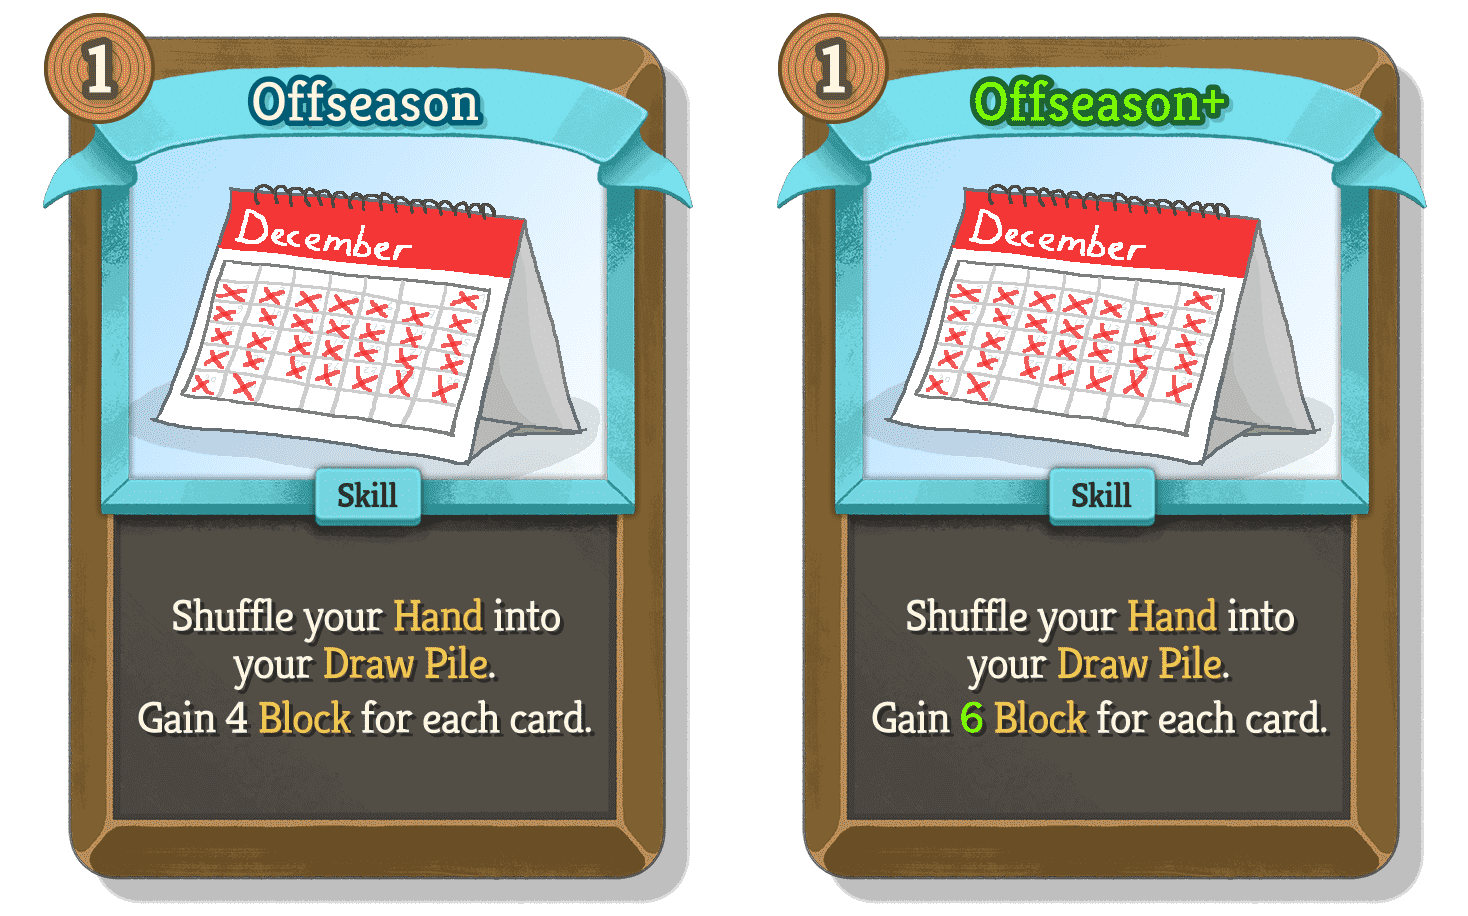 1
Offseason
December
Skill
Shuffle your Hand into
your Draw Pile.
Gain 4 Block for each card.
1
Offseason+
December
Skill
Shuffle your Hand into
your Draw Pile.
Gain 6 Block for each card.